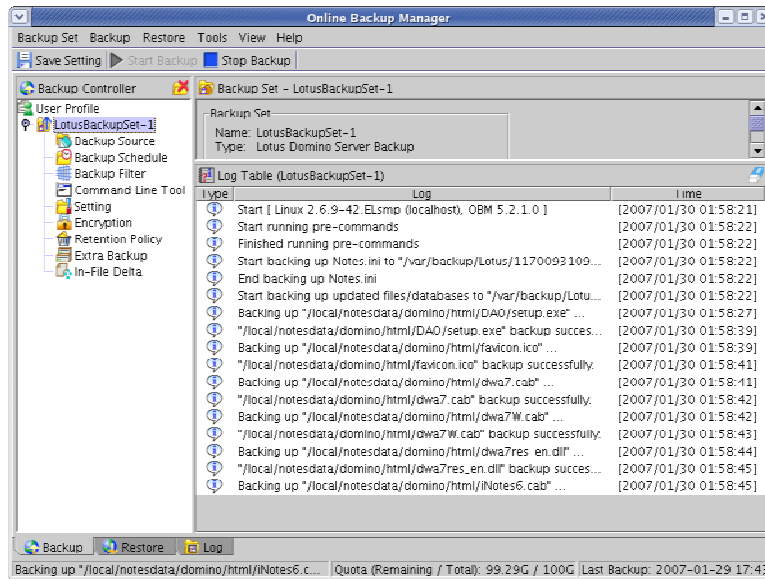 Online Backup Manager
Backup Set Backup Restore Tools View Help
Save Setting Start Backup Stop Backup
Backup Controller
User Profile
LotusBackupSet-1
Backup Source
Backup Schedule
Backup Filter
Command Line Tool
Setting
Encryption
Retention Policy
Extra Backup
In-File Delta
Backup Set - LotusBackupSet-1
Backup Set
Name: LotusBackupSet-1
Type: Lotus Domino Server Backup
Log Table (LotusBackupSet-1)
Type Log Time
Start [ Linux 2.6.9-42.ELsmp (localhost), OBM 5.2.1.0 ] [2007/01/30 01:58:21]
Start running pre-commands [2007/01/30 01:58:22]
Finished running pre-commands [2007/01/30 01:58:22]
Start backing up Notes.ini to "/var/backup/Lotus/1170093109... [2007/01/30 01:58:22]
End backing up Notes.ini [2007/01/30 01:58:22]
Start backing up updated files/databases to "/var/backup/Lotu... [2007/01/30 01:58:22]
Backing up "/local/notesdata/domino/html/DA0/setup.exe" ... [2007/01/30 01:58:27]
"/local/notesdata/domino/html/DA0/setup.exe" backup succes... [2007/01/30 01:58:39]
Backing up "/local/notesdata/domino/html/favicon.ico" ... [2007/01/30 01:58:39]
"/local/notesdata/domino/html/favicon.ico" backup successfully. [2007/01/30 01:58:41]
Backing up "/local/notesdata/domino/html/dwa7.cab" ... [2007/01/30 01:58:41]
"/local/notesdata/domino/html/dwa7.cab" backup successfully. [2007/01/30 01:58:42]
Backing up "/local/notesdata/domino/html/dwa7W.cab" ... [2007/01/30 01:58:42]
"/local/notesdata/domino/html/dwa7W.cab" backup successfully. [2007/01/30 01:58:43]
Backing up "/local/notesdata/domino/html/dwa7res_en.dll" ... [2007/01/30 01:58:44]
"/local/notesdata/domino/html/dwa7res_en.dll" backup succes... [2007/01/30 01:58:45]
Backing up "/local/notesdata/domino/html/iNotes6.cab" ... [2007/01/30 01:58:45]
Backup Restore Log
Backing up "/local/notesdata/domino/html/iNotes6.c... Quota (Remaining / Total): 99.29G / 100G Last Backup: 2007-01-29 17:43